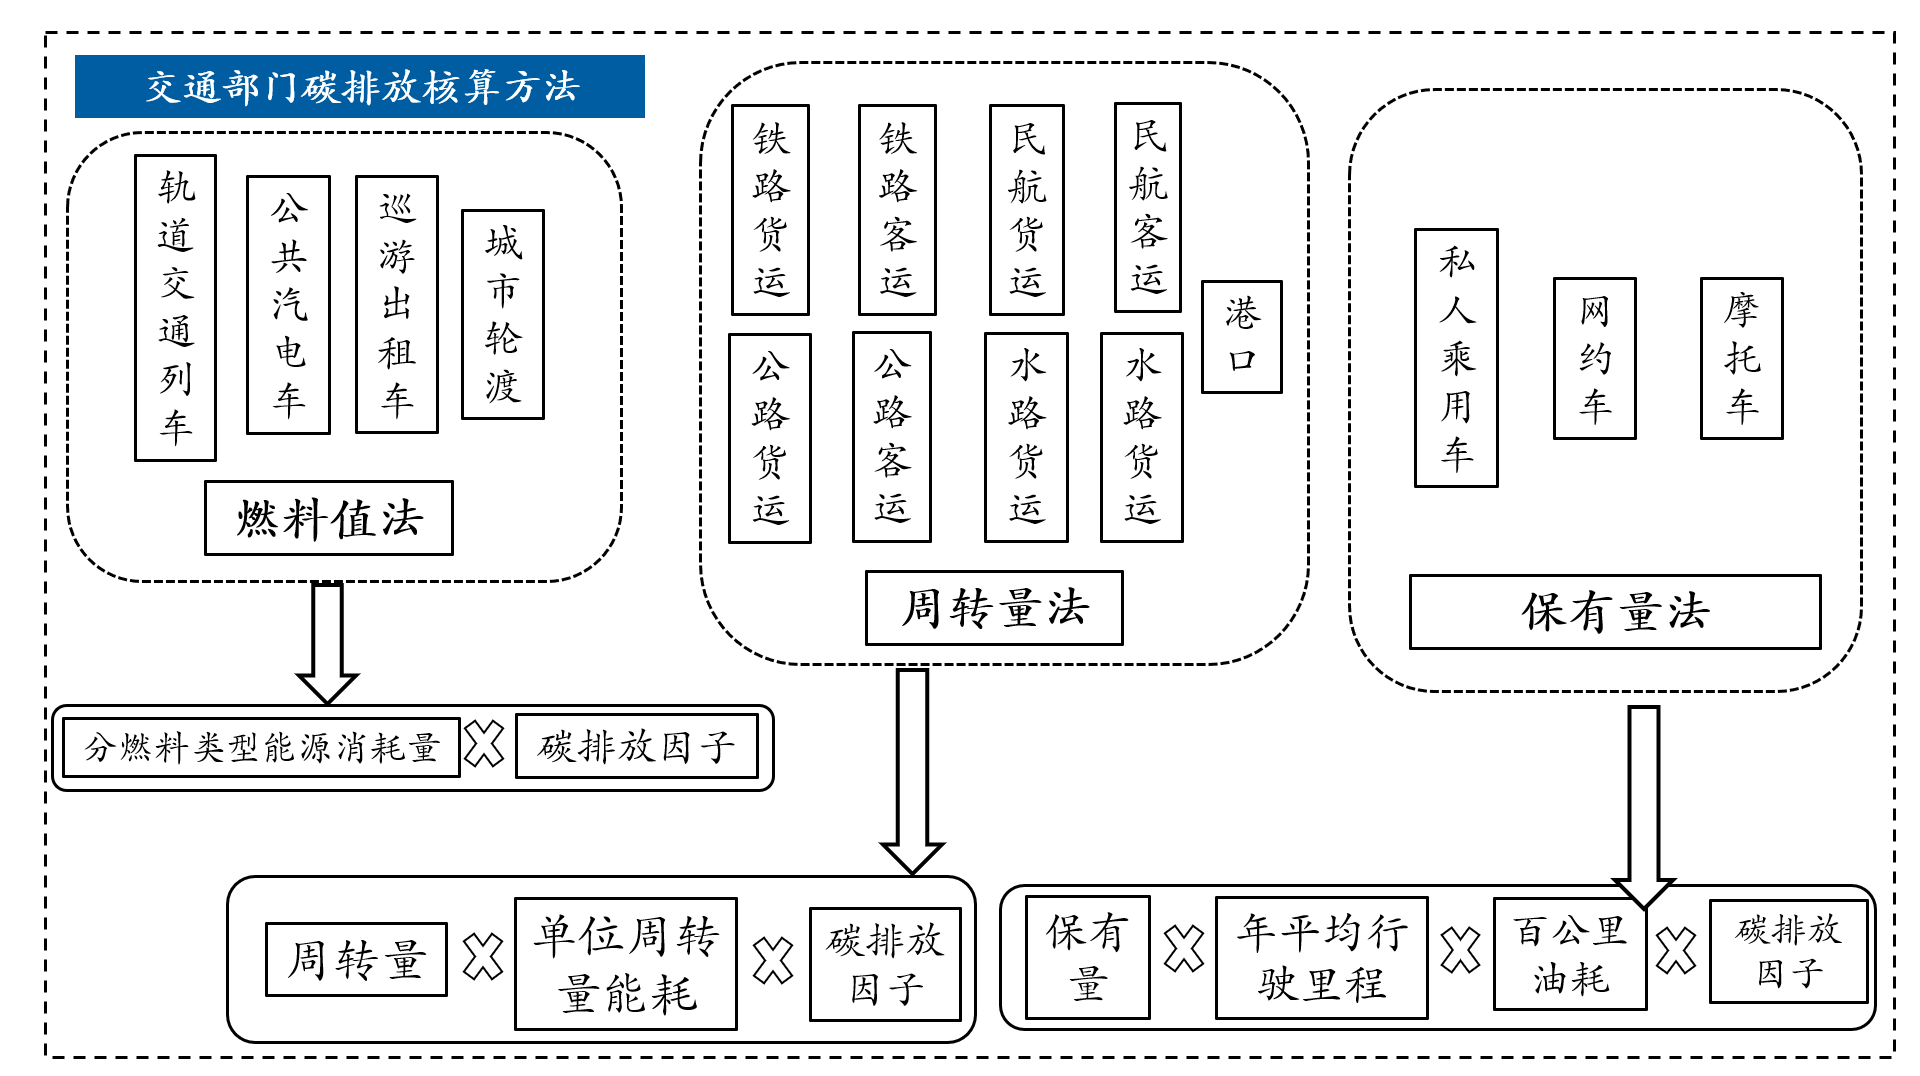 交通部门碳排放核算方法
轨道交通列车
公共汽电车
巡游出租车
城市轮渡
燃料值法
铁路货运
铁路客运
民航货运
民航客运
港口
公路货运
公路客运
水路货运
水路货运
周转量法
私人乘用车
网约车
摩托车
保有量法
分燃料类型能源消耗量
碳排放因子
周转量
单位周转
量能耗
碳排放
因子
保有
量
年平均行
驶里程
百公里
油耗
碳排放
因子